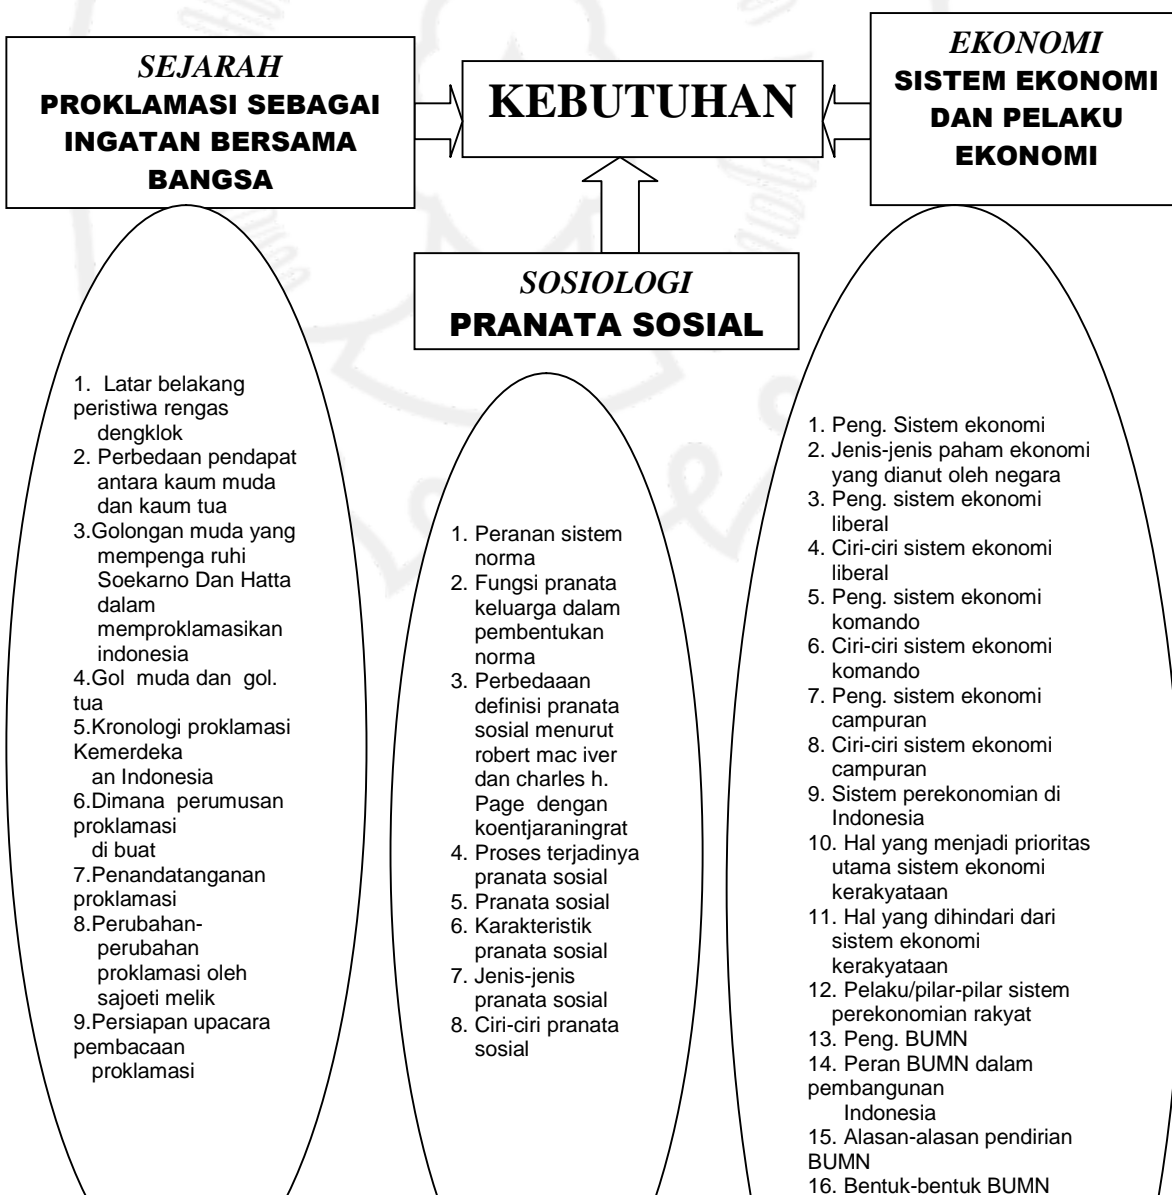 SEJARAH
PROKLAMASI SEBAGAI
INGATAN BERSAMA
BANGSA
KEBUTUHAN
EKONOMI
SISTEM EKONOMI
DAN PELAKU
EKONOMI
SOSIOLOGI
PRANATA SOSIAL
1. Latar belakang
peristiwa rengas
dengklok
2. Perbedaan pendapat
antara kaum muda
dan kaum tua
3.Golongan muda yang
mempenga ruhi
Soekarno Dan Hatta
dalam
memproklamasikan
indonesia
4.Gol muda dan gol.
tua
5.Kronologi proklamasi
Kemerdeka
an Indonesia
6.Dimana perumusan
proklamasi
di buat
7.Penandatanganan
proklamasi
8.Perubahan-
perubahan
proklamasi oleh
sajoeti melik
9.Persiapan upacara
pembacaan
proklamasi
1. Peranan sistem
norma
2. Fungsi pranata
keluarga dalam
pembentukan
norma
3. Perbedaaan
definisi pranata
sosial menurut
robert mac iver
dan charles h.
Page dengan
koentjaraningrat
4. Proses terjadinya
pranata sosial
5. Pranata sosial
6. Karakteristik
pranata sosial
7. Jenis-jenis
pranata sosial
8. Ciri-ciri pranata
sosial
1. Peng. Sistem ekonomi
2. Jenis-jenis paham ekonomi
yang dianut oleh negara
3. Peng. sistem ekonomi
liberal
4. Ciri-ciri sistem ekonomi
liberal
5. Peng. sistem ekonomi
komando
6. Ciri-ciri sistem ekonomi
komando
7. Peng. sistem ekonomi
campuran
8. Ciri-ciri sistem ekonomi
campuran
9. Sistem perekonomian di
Indonesia
10. Hal yang menjadi prioritas
utama sistem ekonomi
kerakyataan
11. Hal yang dihindari dari
sistem ekonomi
kerakyataan
12. Pelaku/pilar-pilar sistem
perekonomian rakyat
13. Peng. BUMN
14. Peran BUMN dalam
pembangunan
Indonesia
15. Alasan-alasan pendirian
BUMN
16. Bentuk-bentuk BUMN